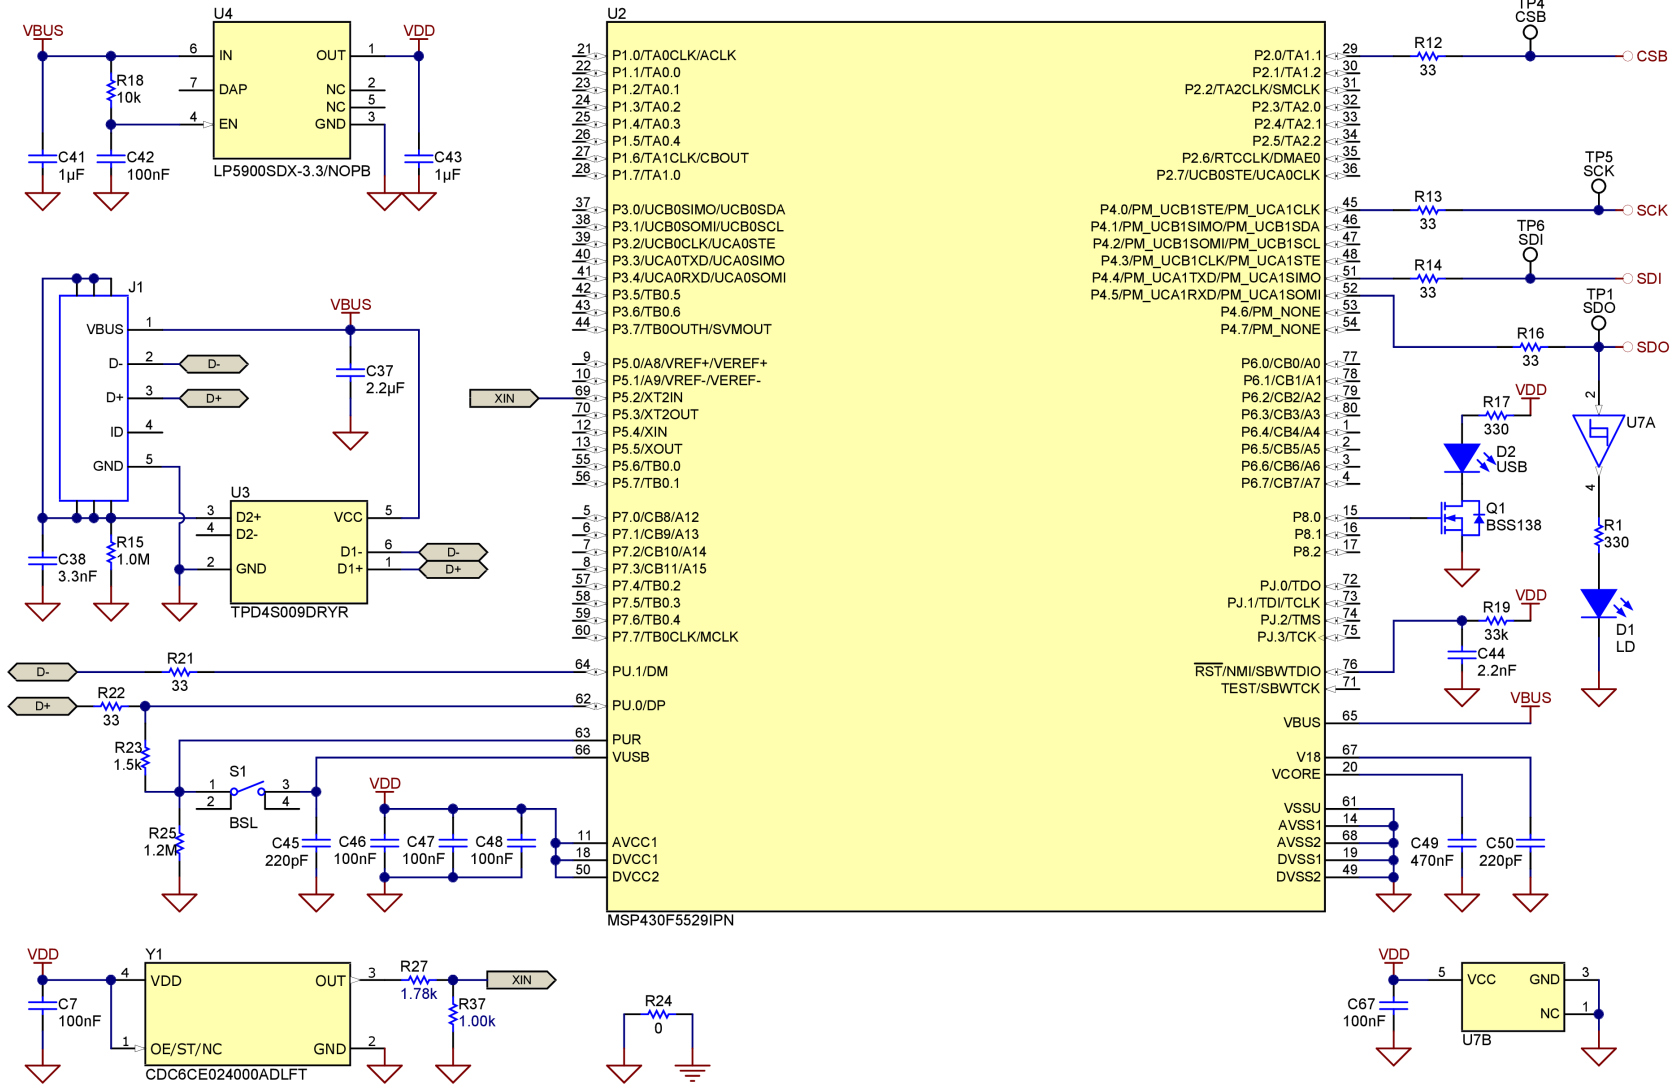 VBUS
U4
VDD
6 IN OUT 1
R18
10k
7 DAP NC 2
NC 5
4 EN GND 3
C41
1µF
C42
100nF
LP5900SDX-3.3/NOPB
C43
1µF
J1
VBUS 1
D- 2 D-
D+ 3 D+
ID 4
GND 5
VBUS
C37
2.2µF
U3
3 D2+ VCC 5
4 D2-
D1- 6 D-
2 GND D1+ 1 D+
TPD4S009DRYR
C38
3.3nF
R15
1.0M
D- R21
33
D+ R22
33
R23
1.5k
S1
1 3
2 4
BSL
R25
1.2M
C45
220pF
VDD
C46
100nF
C47
100nF
C48
100nF
XIN
U2
21 P1.0/TA0CLK/ACLK
22 P1.1/TA0.0
23 P1.2/TA0.1
24 P1.3/TA0.2
25 P1.4/TA0.3
26 P1.5/TA0.4
27 P1.6/TA1CLK/CBOUT
28 P1.7/TA1.0
37 P3.0/UCB0SIMO/UCB0SDA
38 P3.1/UCB0SOMI/UCB0SCL
39 P3.2/UCB0CLK/UCA0STE
40 P3.3/UCA0TXD/UCA0SIMO
41 P3.4/UCA0RXD/UCA0SOMI
42 P3.5/TB0.5
43 P3.6/TB0.6
44 P3.7/TB0OUTH/SVMOUT
9 P5.0/A8/VREF+/VEREF+
10 P5.1/A9/VREF-/VEREF-
69 P5.2/XT2IN
70 P5.3/XT2OUT
12 P5.4/XIN
13 P5.5/XOUT
55 P5.6/TB0.0
56 P5.7/TB0.1
5 P7.0/CB8/A12
6 P7.1/CB9/A13
7 P7.2/CB10/A14
8 P7.3/CB11/A15
57 P7.4/TB0.2
58 P7.5/TB0.3
59 P7.6/TB0.4
60 P7.7/TB0CLK/MCLK
64 PU.1/DM
62 PU.0/DP
63 PUR
66 VUSB
11 AVCC1
18 DVCC1
50 DVCC2
P2.0/TA1.1 29
P2.1/TA1.2 30
P2.2/TA2CLK/SMCLK 31
P2.3/TA2.0 32
P2.4/TA2.1 33
P2.5/TA2.2 34
P2.6/RTCCLK/DMAE0 35
P2.7/UCB0STE/UCA0CLK 36
P4.0/PM_UCB1STE/PM_UCA1CLK 45
P4.1/PM_UCB1SIMO/PM_UCB1SDA 46
P4.2/PM_UCB1SOMI/PM_UCB1SCL 47
P4.3/PM_UCB1CLK/PM_UCA1STE 48
P4.4/PM_UCA1TXD/PM_UCA1SIMO 51
P4.5/PM_UCA1RXD/PM_UCA1SOMI 52
P4.6/PM_NONE 53
P4.7/PM_NONE 54
P6.0/CB0/A0 77
P6.1/CB1/A1 78
P6.2/CB2/A2 79
P6.3/CB3/A3 80
P6.4/CB4/A4 1
P6.5/CB5/A5 2
P6.6/CB6/A6 3
P6.7/CB7/A7 4
P8.0 15
P8.1 16
P8.2 17
PJ.0/TDO 72
PJ.1/TDI/TCLK 73
PJ.2/TMS 74
PJ.3/TCK 75
RST/NMI/SBWTDIO 76
TEST/SBWTCK 71
VBUS 65
V18 67
VCORE 20
VSSU 61
AVSS1 14
AVSS2 68
DVSS1 19
DVSS2 49
MSP430F5529IPN
TP4
CSB
R12
33
CSB
TP5
SCK
R13
33
SCK
TP6
SDI
R14
33
SDI
TP1
SDO
R16
33
SDO
2
U7A
4
R1
330
D1
LD
VDD
R17
330
D2
USB
Q1
BSS138
VDD
R19
33k
C44
2.2nF
VBUS
C49
470nF
C50
220pF
VDD
Y1
4 VDD OUT 3
C7
100nF
1 OE/ST/NC GND 2
CDC6CE024000ADLFT
R27
1.78k
XIN
R37
1.00k
R24
0
VDD
5 VCC GND 3
C67
100nF
NC 1
U7B